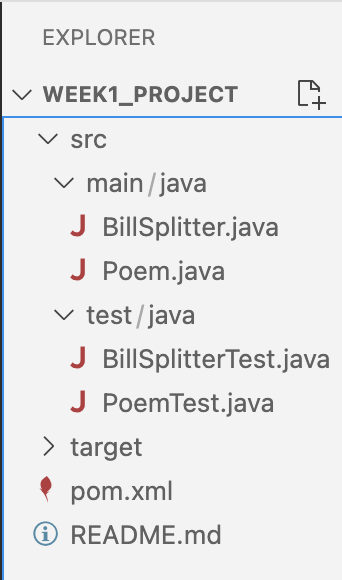 EXPLORER
WEEK1_PROJECT
src
main/java
J BillSplitter.java
J Poem.java
test/java
J BillSplitterTest.java
J PoemTest.java
target
pom.xml
README.md